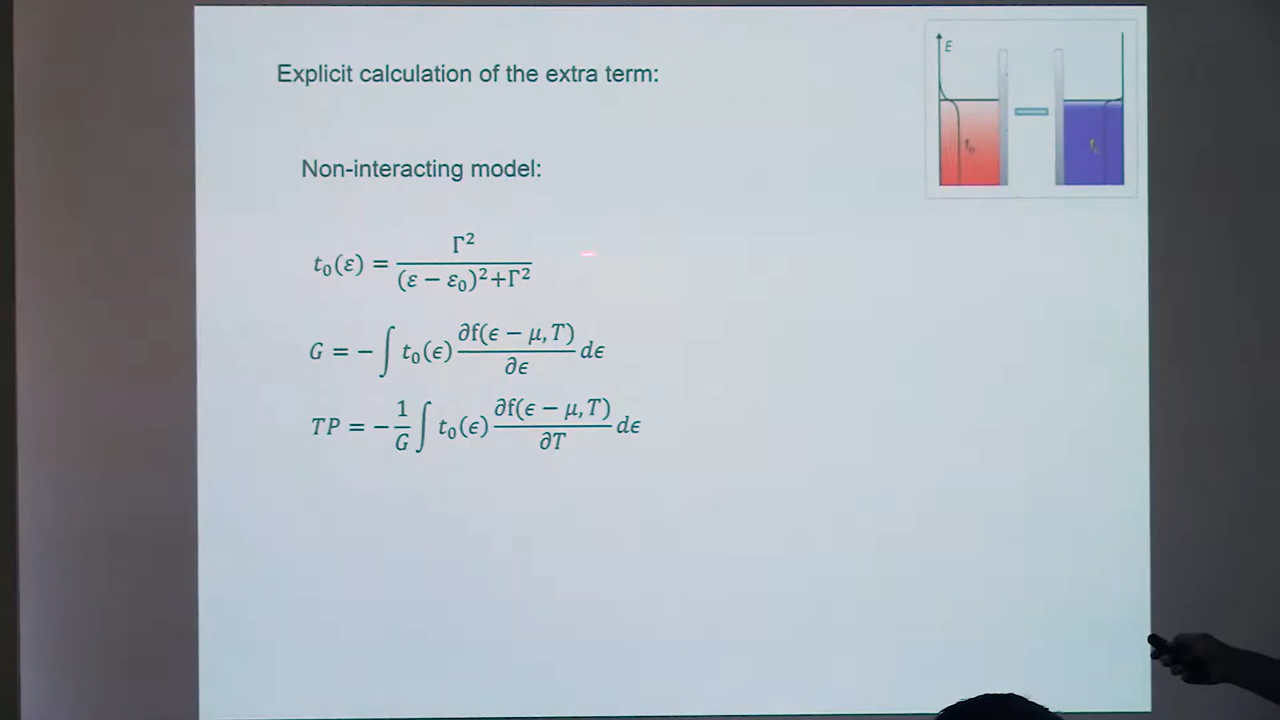 Explicit calculation of the extra term:
E
Non-interacting model:
t₀(ε) = Γ² / ((ε − ε₀)²+Γ²)
G = − ∫ t₀(ϵ) ∂f(ϵ − μ, T)/∂ϵ dϵ
TP = − 1/G ∫ t₀(ϵ) ∂f(ϵ − μ, T)/∂T dϵ